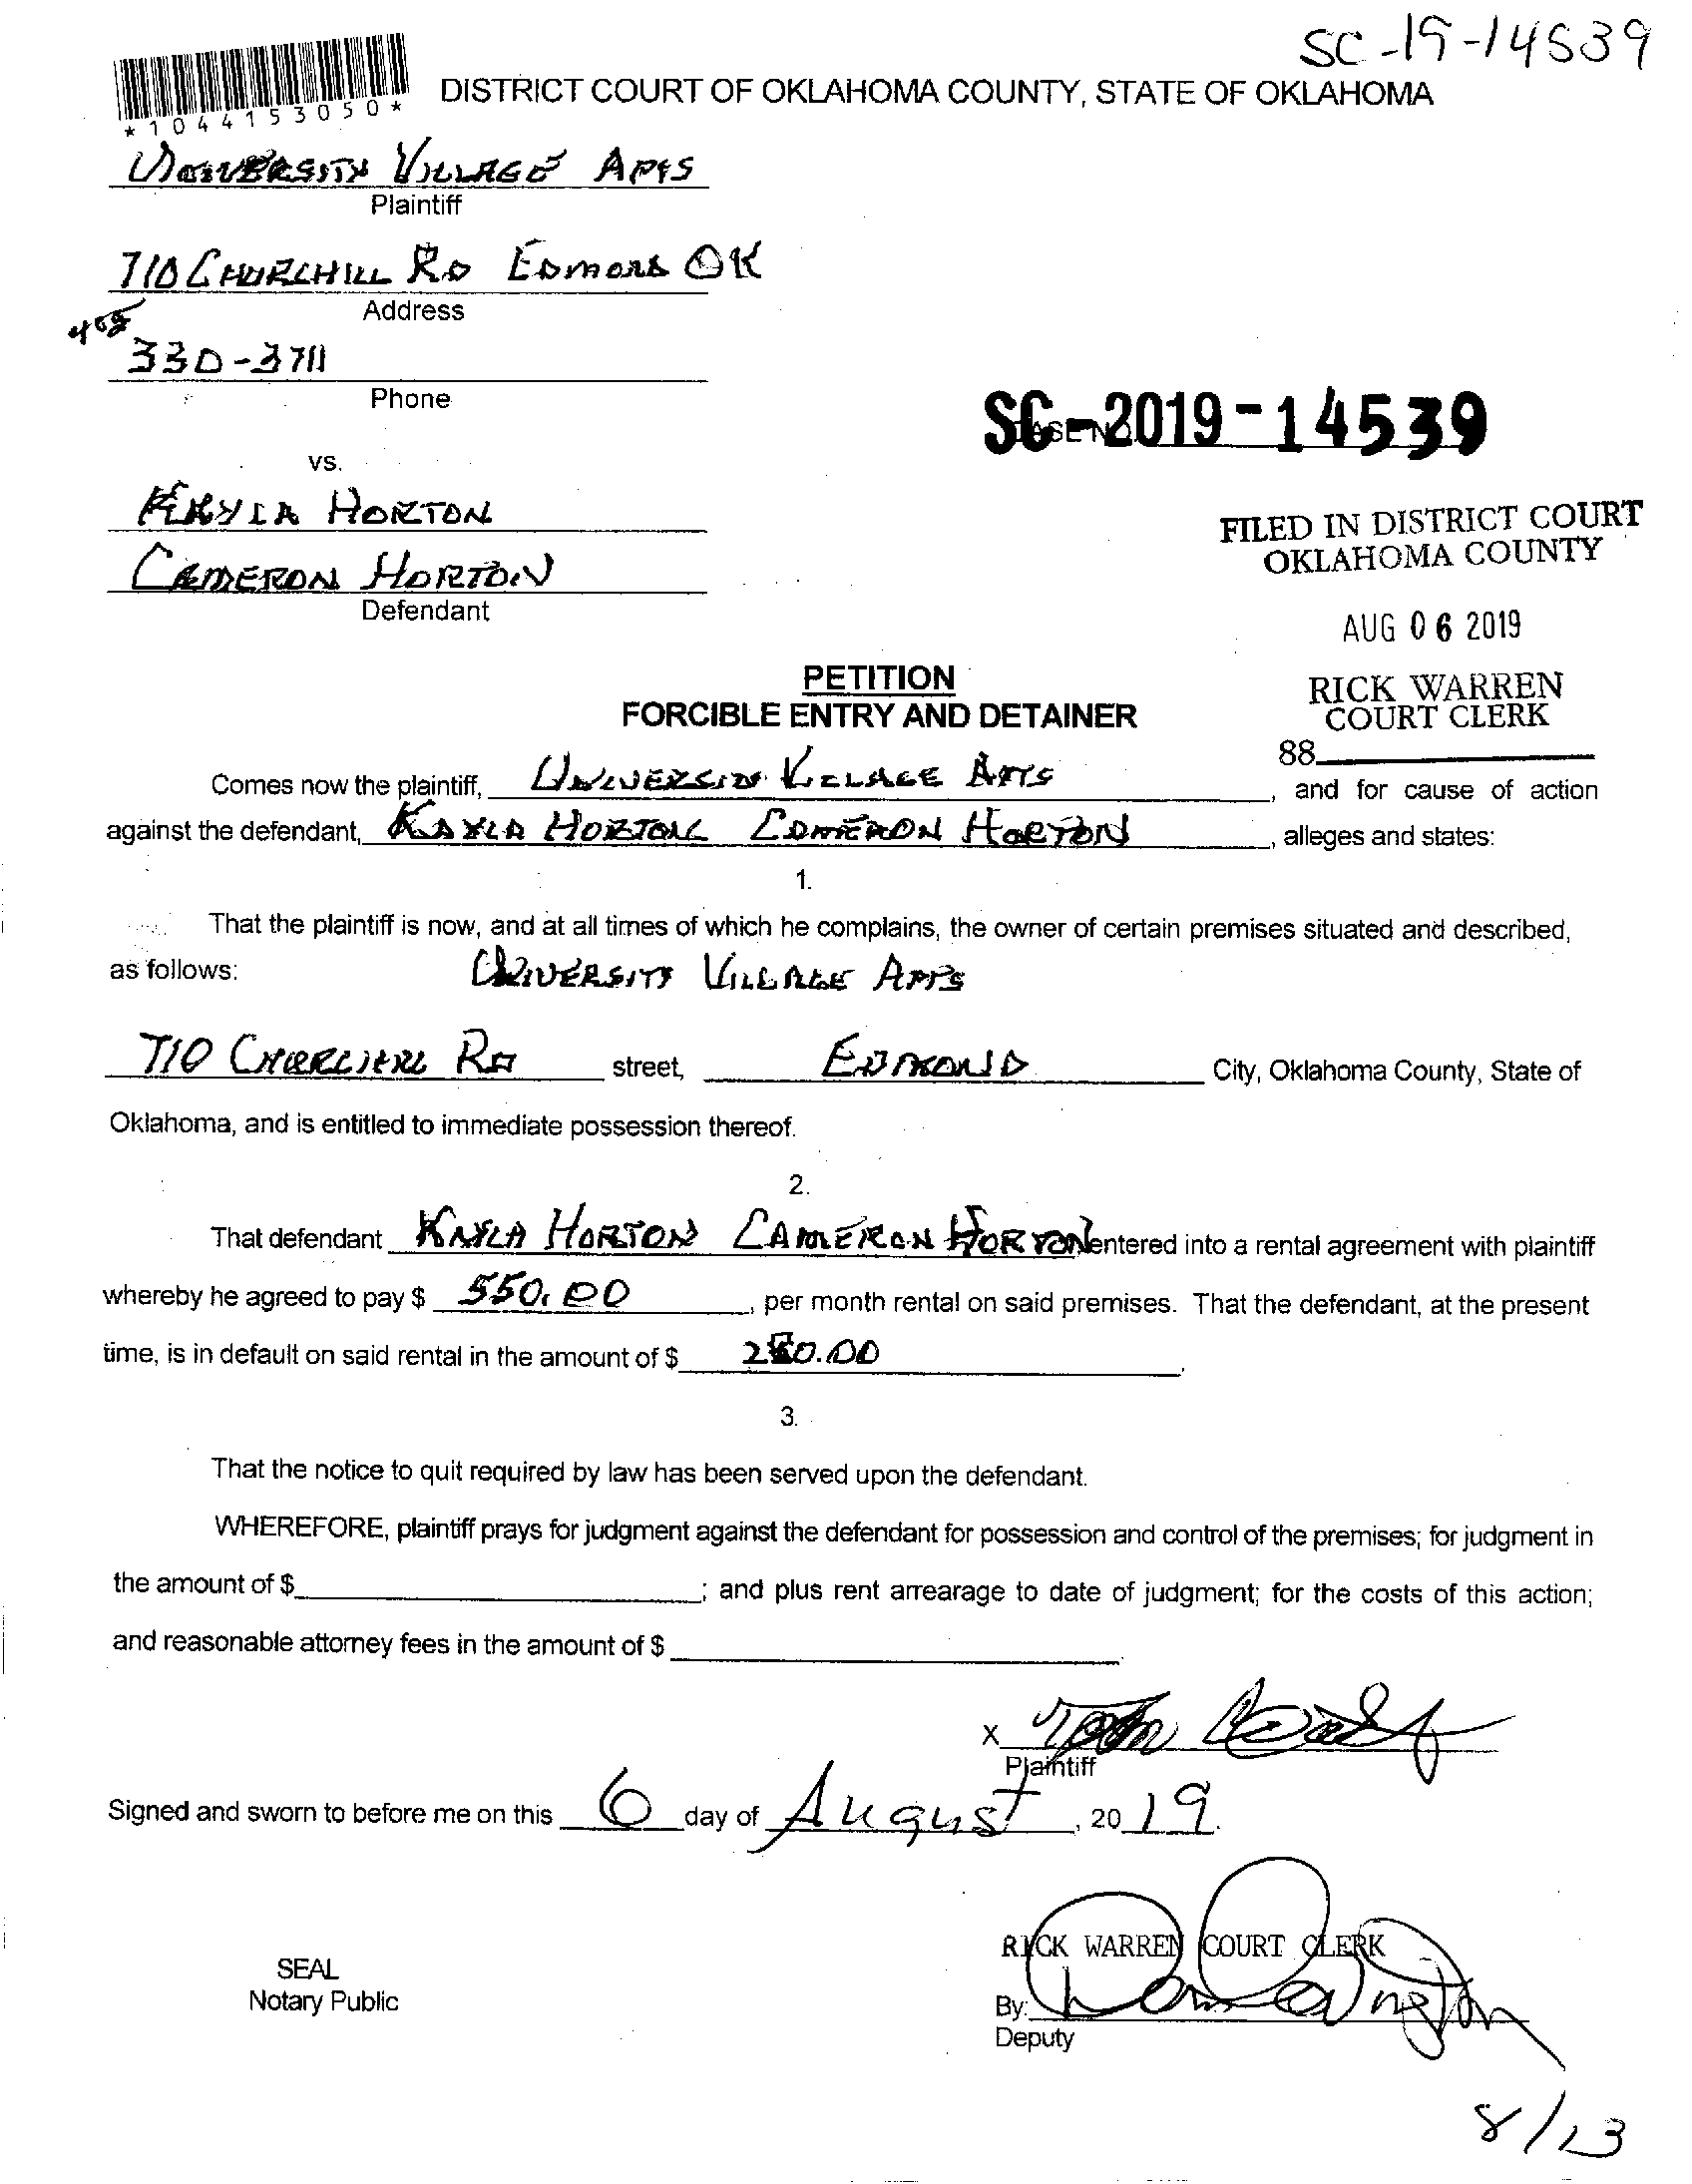 SC-19-14539
*1044153050*
DISTRICT COURT OF OKLAHOMA COUNTY, STATE OF OKLAHOMA
UNIVERSITY VILLAGE APTS
Plaintiff
710 CHURCHILL RD EDMOND OK
Address
405
330-3711
Phone
SC-2019-14539
vs.
KAYLA HORTON
CAMERON HORTON
Defendant
FILED IN DISTRICT COURT
OKLAHOMA COUNTY
AUG 06 2019
RICK WARREN
COURT CLERK
88
PETITION
FORCIBLE ENTRY AND DETAINER
Comes now the plaintiff, UNIVERSITY VILLAGE APTS, and for cause of action
against the defendant, KAYLA HORTON CAMERON HORTON, alleges and states:
1.
That the plaintiff is now, and at all times of which he complains, the owner of certain premises situated and described,
as follows: UNIVERSITY VILLAGE APTS
710 CHURCHILL RD street, EDMOND City, Oklahoma County, State of
Oklahoma, and is entitled to immediate possession thereof.
2.
That defendant KAYLA HORTON CAMERON HORTON entered into a rental agreement with plaintiff
whereby he agreed to pay $ 550.00, per month rental on said premises. That the defendant, at the present
time, is in default on said rental in the amount of $
3.
That the notice to quit required by law has been served upon the defendant.
WHEREFORE, plaintiff prays for judgment against the defendant for possession and control of the premises; for judgment in
the amount of $ ; and plus rent arrearage to date of judgment; for the costs of this action;
and reasonable attorney fees in the amount of $
X
Plaintiff
Signed and sworn to before me on this 6 day of August, 2019.
RICK WARREN COURT CLERK
SEAL
Notary Public
By:
Deputy
8/13